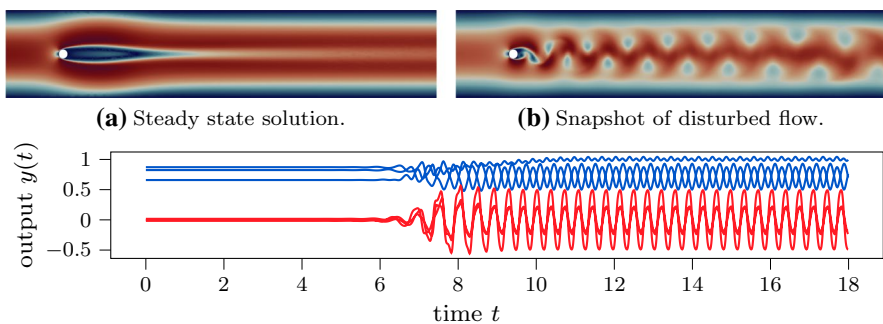 (a) Steady state solution.
(b) Snapshot of disturbed flow.
output y(t)
1
0.5
0
−0.5
0 2 4 6 8 10 12 14 16 18
time t